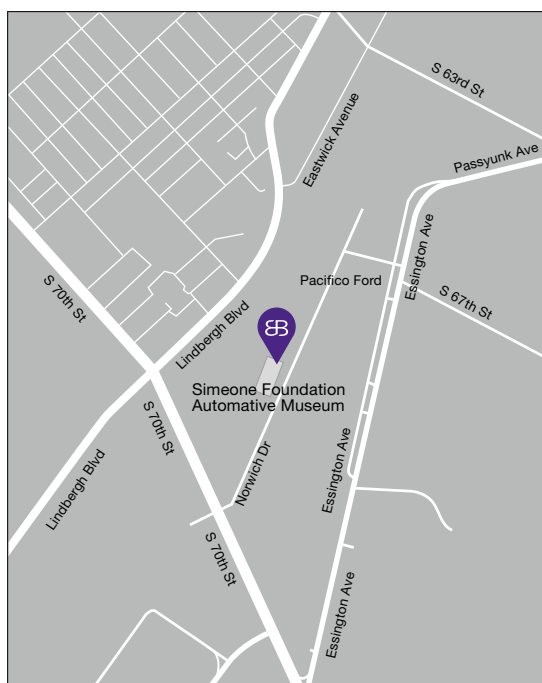 S 63rd St
Eastwick Avenue
Passyunk Ave
Essington Ave
Pacifico Ford
S 70th St
S 67th St
Lindbergh Blvd
EB
Simeone Foundation
Automative Museum
S 70th St
Norwich Dr
Essington Ave
Lindbergh Blvd
S 70th St
Essington Ave